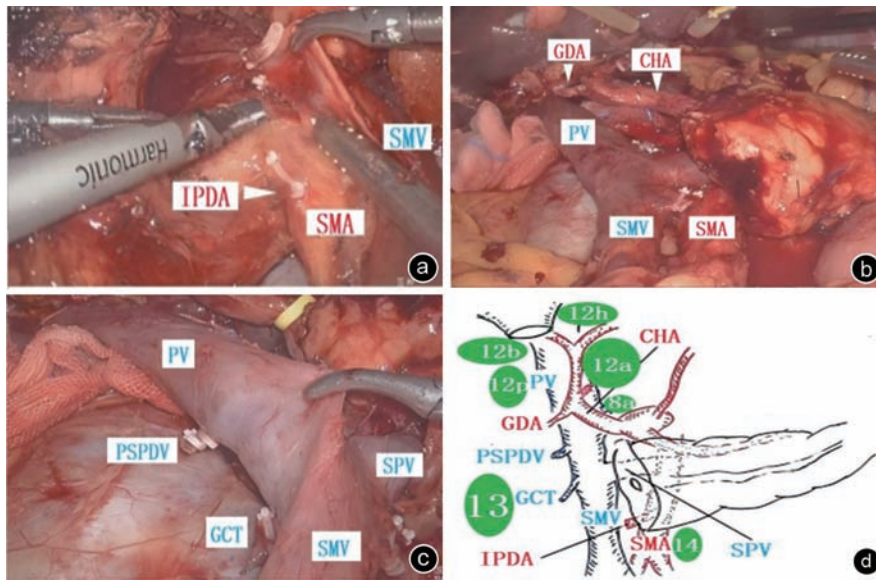 Harmonic
SMV
IPDA
SMA
a
GDA
CHA
PV
SMV
SMA
b
PV
PSPDV
SPV
GCT
SMV
c
12h
CHA
12b
12a
12p
PV
8a
GDA
PSPDV
13
GCT
SMV
IPDA
SMA
14
SPV
d